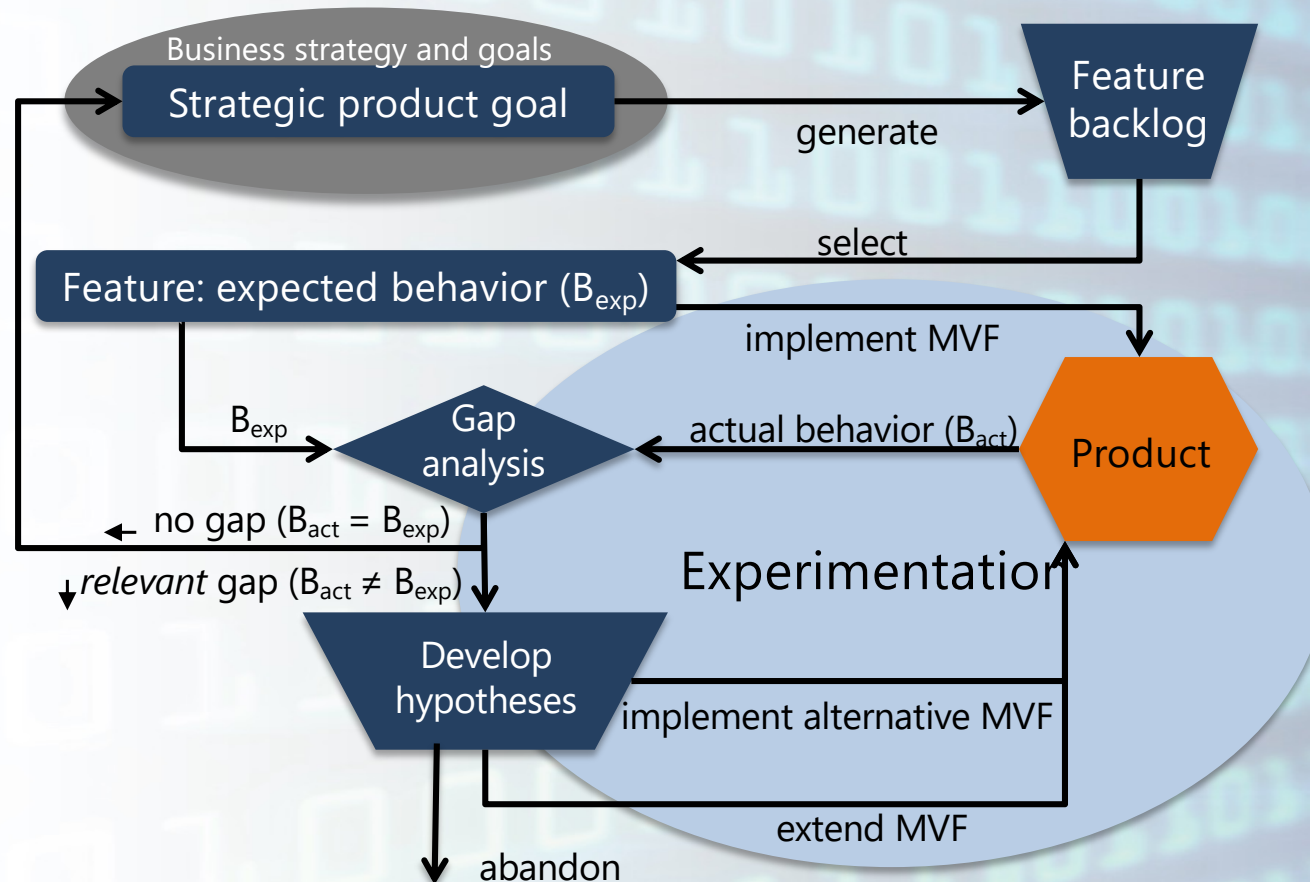 Business strategy and goals
Strategic product goal
Feature
backlog
generate
select
Feature: expected behavior (Bexp)
implement MVF
Bexp
Gap
analysis
actual behavior (Bact)
Product
no gap (Bact = Bexp)
relevant gap (Bact ≠ Bexp)
Experimentation
Develop
hypotheses
implement alternative MVF
extend MVF
abandon